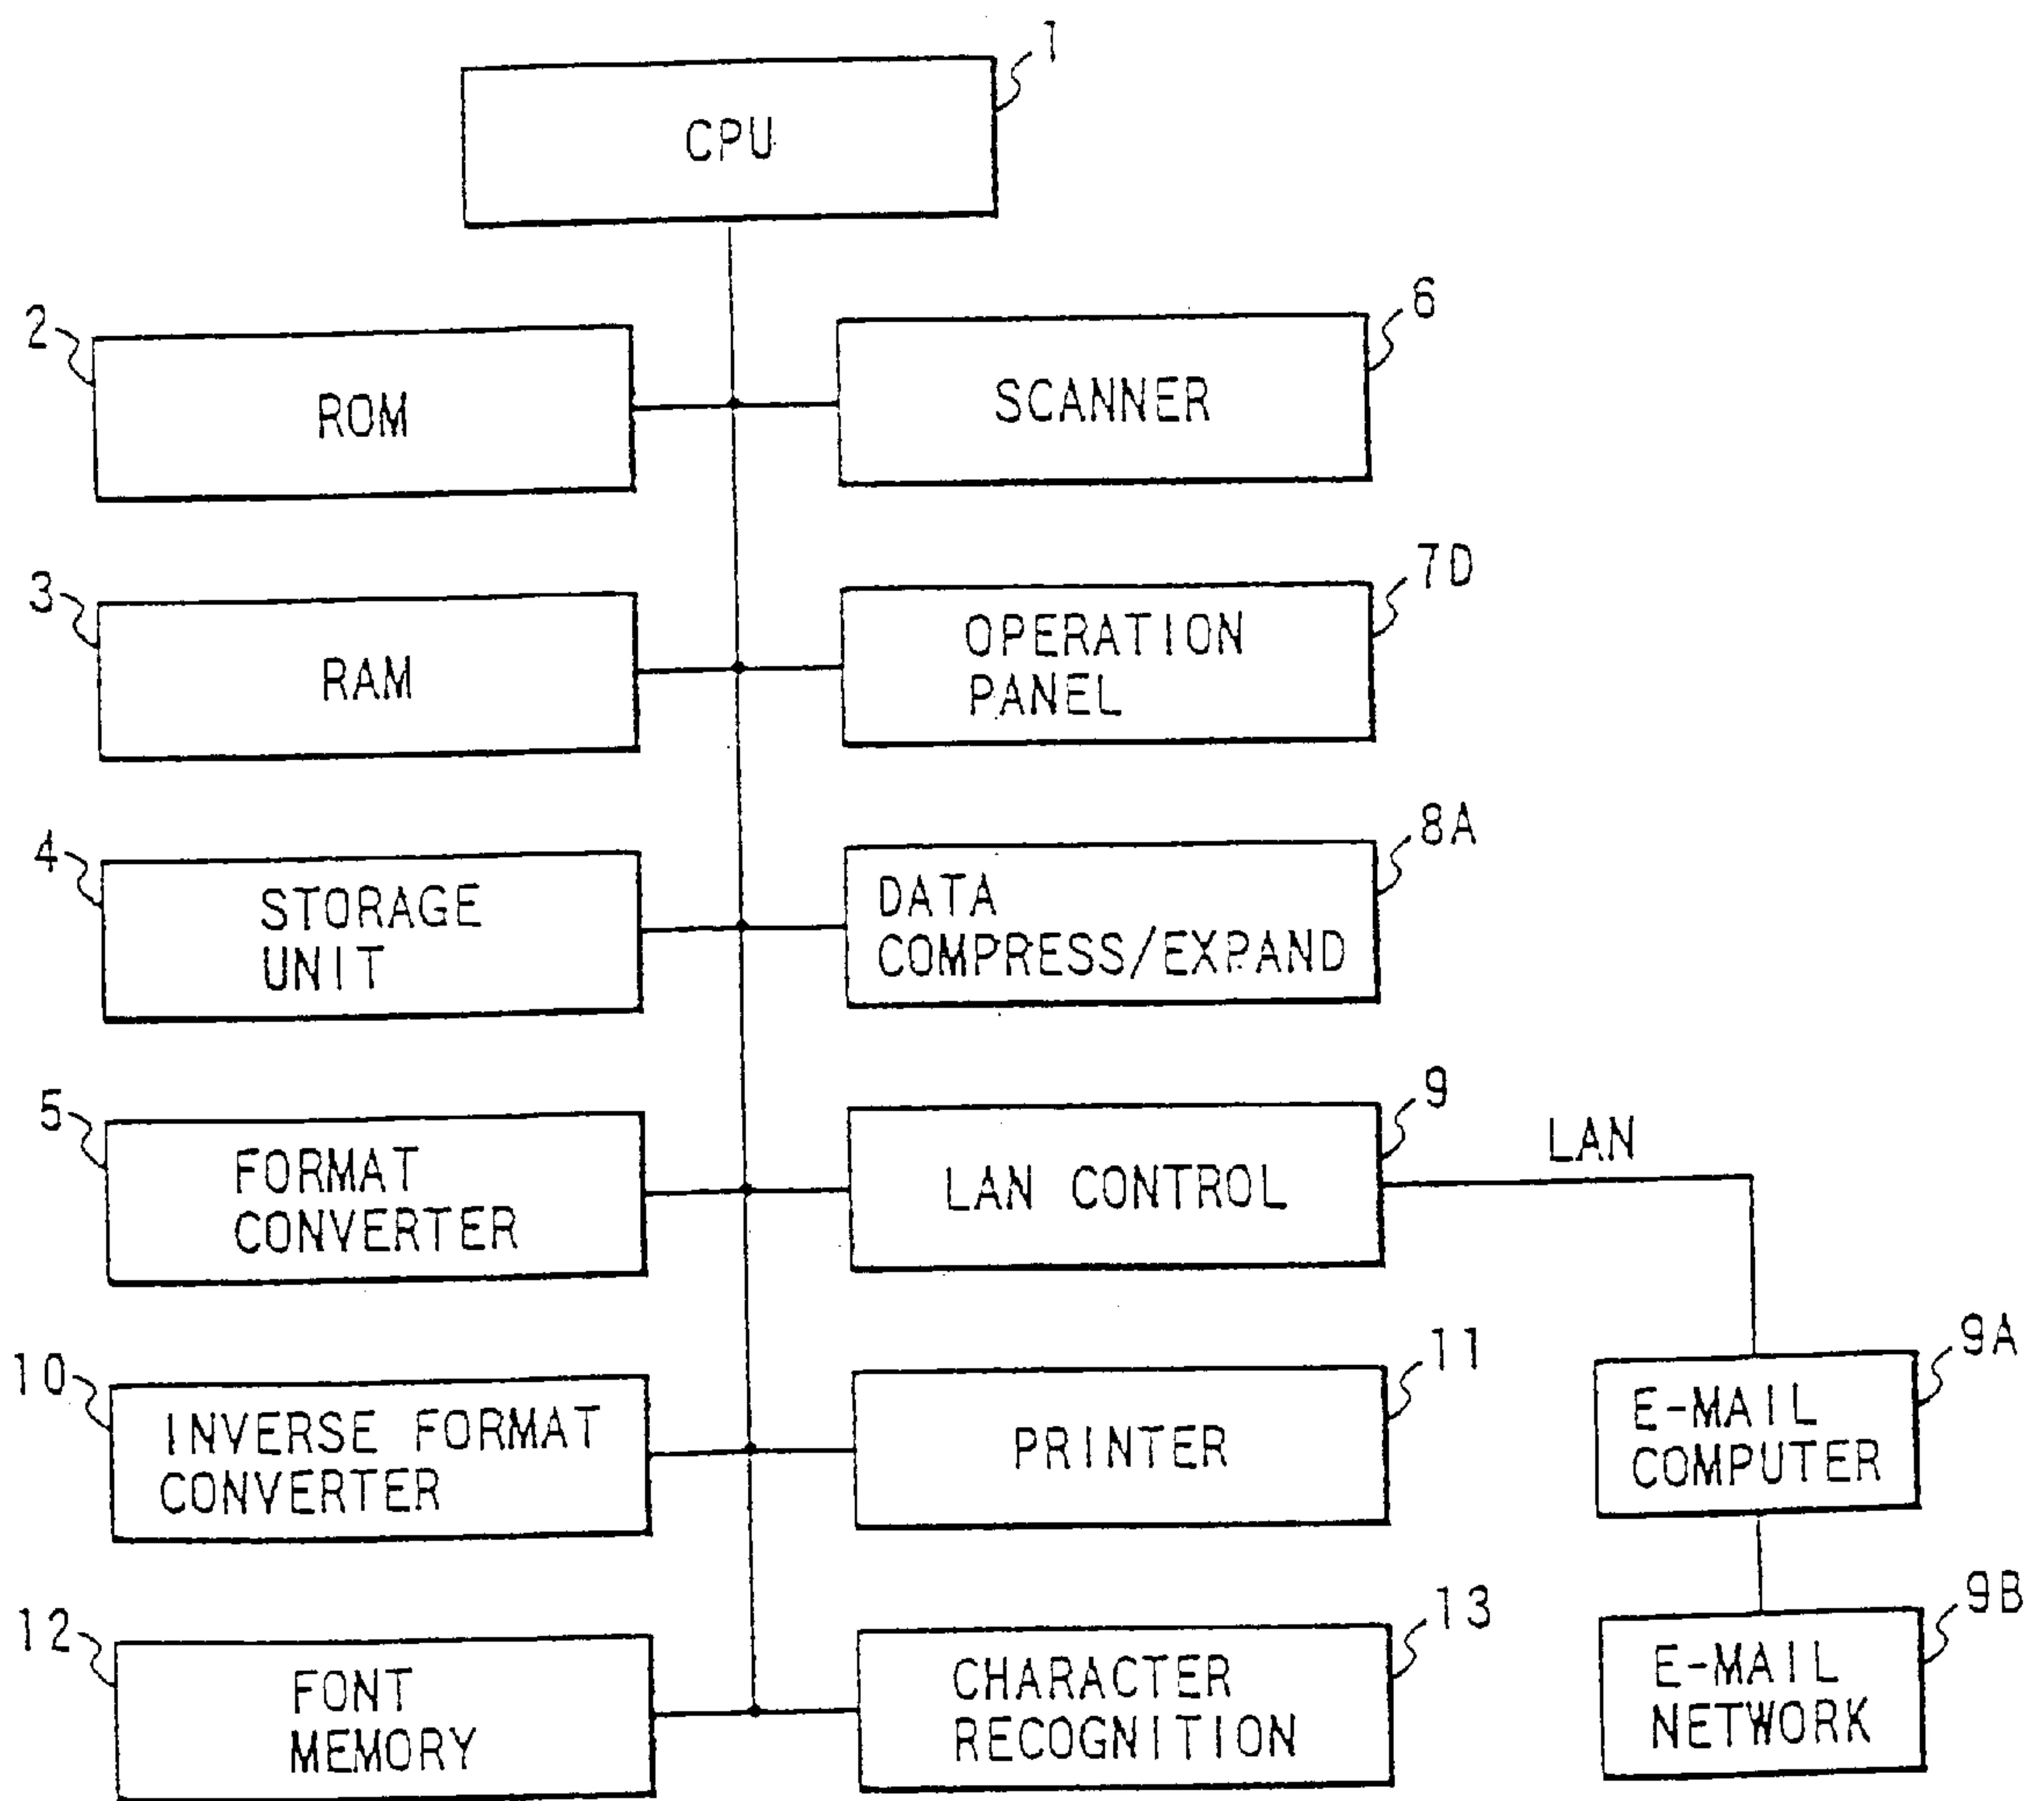 1
CPU
2
ROM
6
SCANNER
3
RAM
7D
OPERATION
PANEL
4
STORAGE
UNIT
8A
DATA
COMPRESS/EXPAND
5
FORMAT
CONVERTER
9
LAN CONTROL
LAN
10
INVERSE FORMAT
CONVERTER
11
PRINTER
9A
E-MAIL
COMPUTER
12
FONT
MEMORY
13
CHARACTER
RECOGNITION
9B
E-MAIL
NETWORK